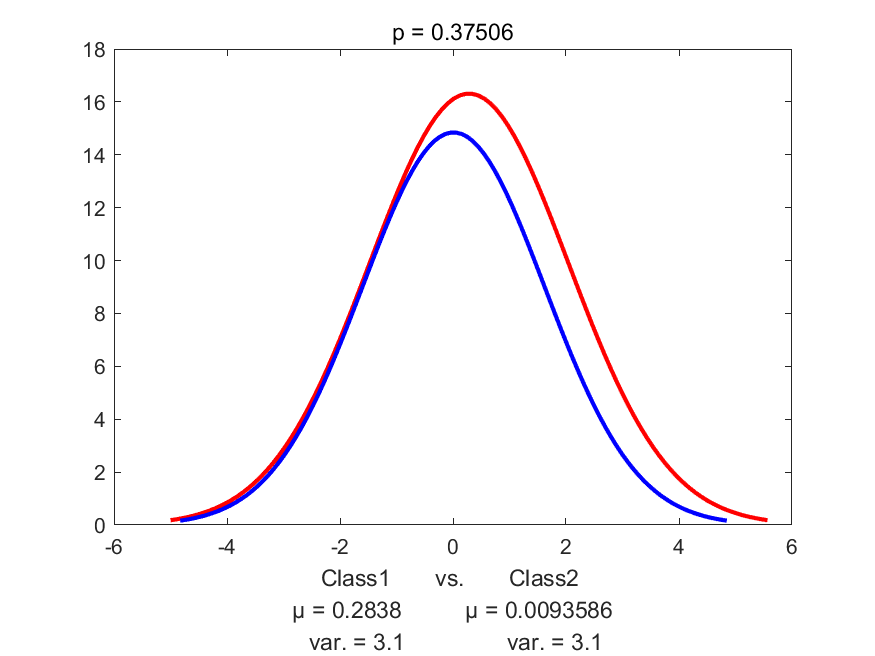 p = 0.37506
18
16
14
12
10
8
6
4
2
0
-6 -4 -2 0 2 4 6
Class1 vs. Class2
μ = 0.2838 μ = 0.0093586
var. = 3.1 var. = 3.1